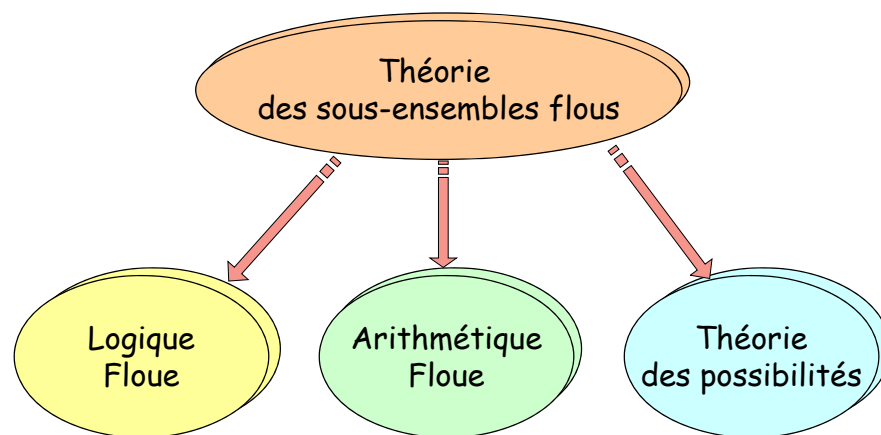 Théorie
des sous-ensembles flous
Logique
Floue
Arithmétique
Floue
Théorie
des possibilités